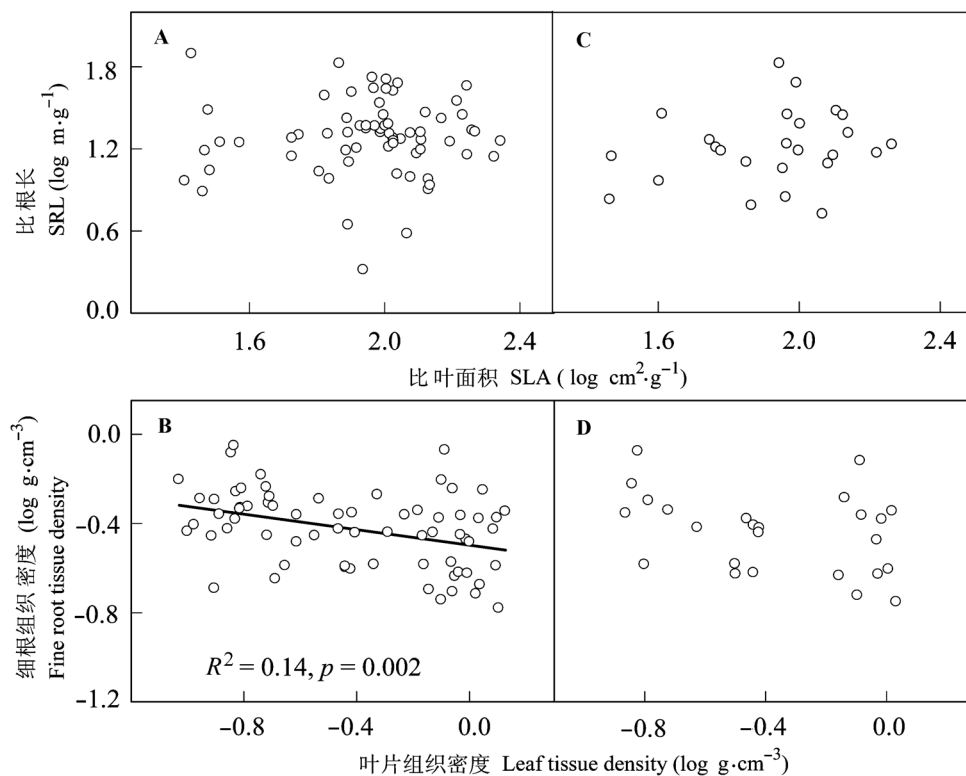 A
C
比根长
SRL (log m·g⁻¹)
1.8
1.2
0.6
0.0
1.6
2.0
2.4
1.6
2.0
2.4
比叶面积 SLA ( log cm²·g⁻¹)
B
D
细根组织密度 (log g·cm⁻³)
Fine root tissue density
0.0
−0.4
−0.8
−1.2
R² = 0.14, p = 0.002
−0.8
−0.4
0.0
−0.8
−0.4
0.0
叶片组织密度 Leaf tissue density (log g·cm⁻³)